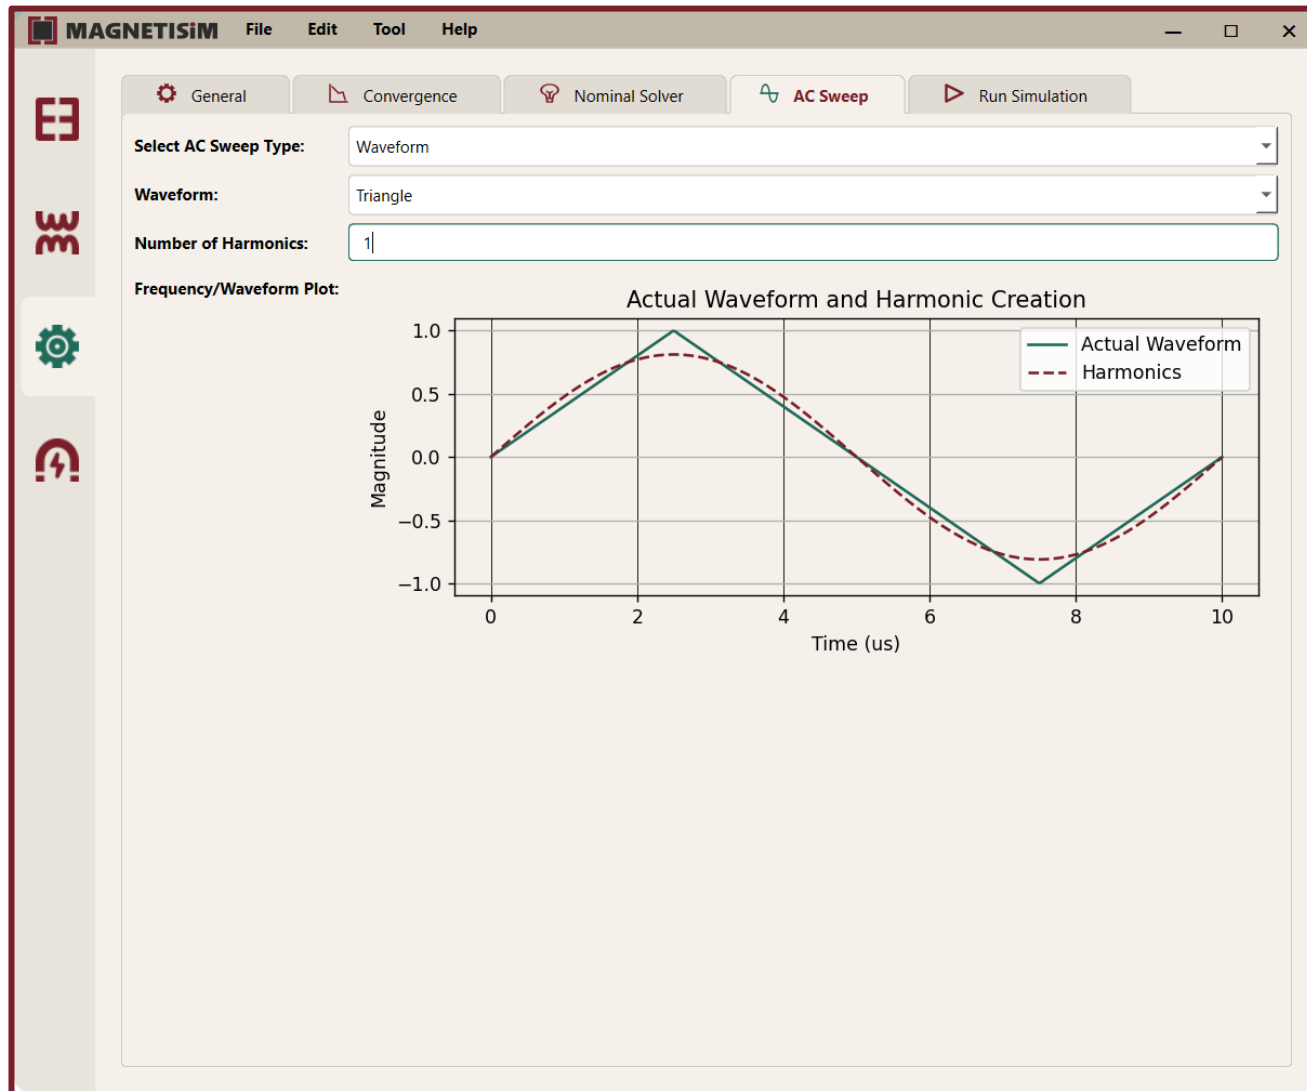 MAGNETISiM File Edit Tool Help
General Convergence Nominal Solver AC Sweep Run Simulation
Select AC Sweep Type: Waveform
Waveform: Triangle
Number of Harmonics: 1
Frequency/Waveform Plot:
Actual Waveform and Harmonic Creation
Actual Waveform
Harmonics
Magnitude
1.0
0.5
0.0
−0.5
−1.0
0 2 4 6 8 10
Time (us)